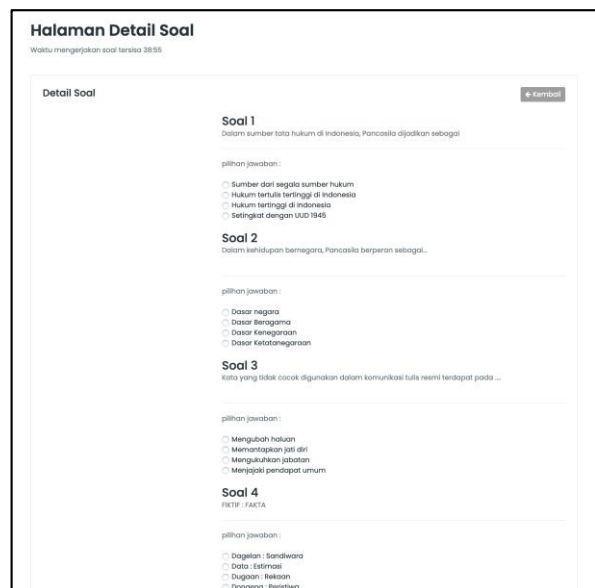 Halaman Detail Soal
Waktu mengerjakan soal tersisa 38:55
Detail Soal
← Kembali
Soal 1
Dalam sumber tata hukum di Indonesia, Pancasila dijadikan sebagai
pilihan jawaban :
Sumber dari segala sumber hukum
Hukum tertulis tertinggi di Indonesia
Hukum tertinggi di Indonesia
Setingkat dengan UUD 1945
Soal 2
Dalam kehidupan bernegara, Pancasila berperan sebagai...
pilihan jawaban :
Dasar negara
Dasar Beragama
Dasar Kenegaraan
Dasar Ketatanegaraan
Soal 3
Kata yang tidak cocok digunakan dalam komunikasi tulis resmi terdapat pada ....
pilihan jawaban :
Mengubah haluan
Memantapkan jati diri
Mengukuhkan jabatan
Menjajaki pendapat umum
Soal 4
FIKTIF : FAKTA
pilihan jawaban :
Dagelan : Sandiwara
Data : Estimasi
Dugaan : Rekaan
Dongeng : Peristiwa